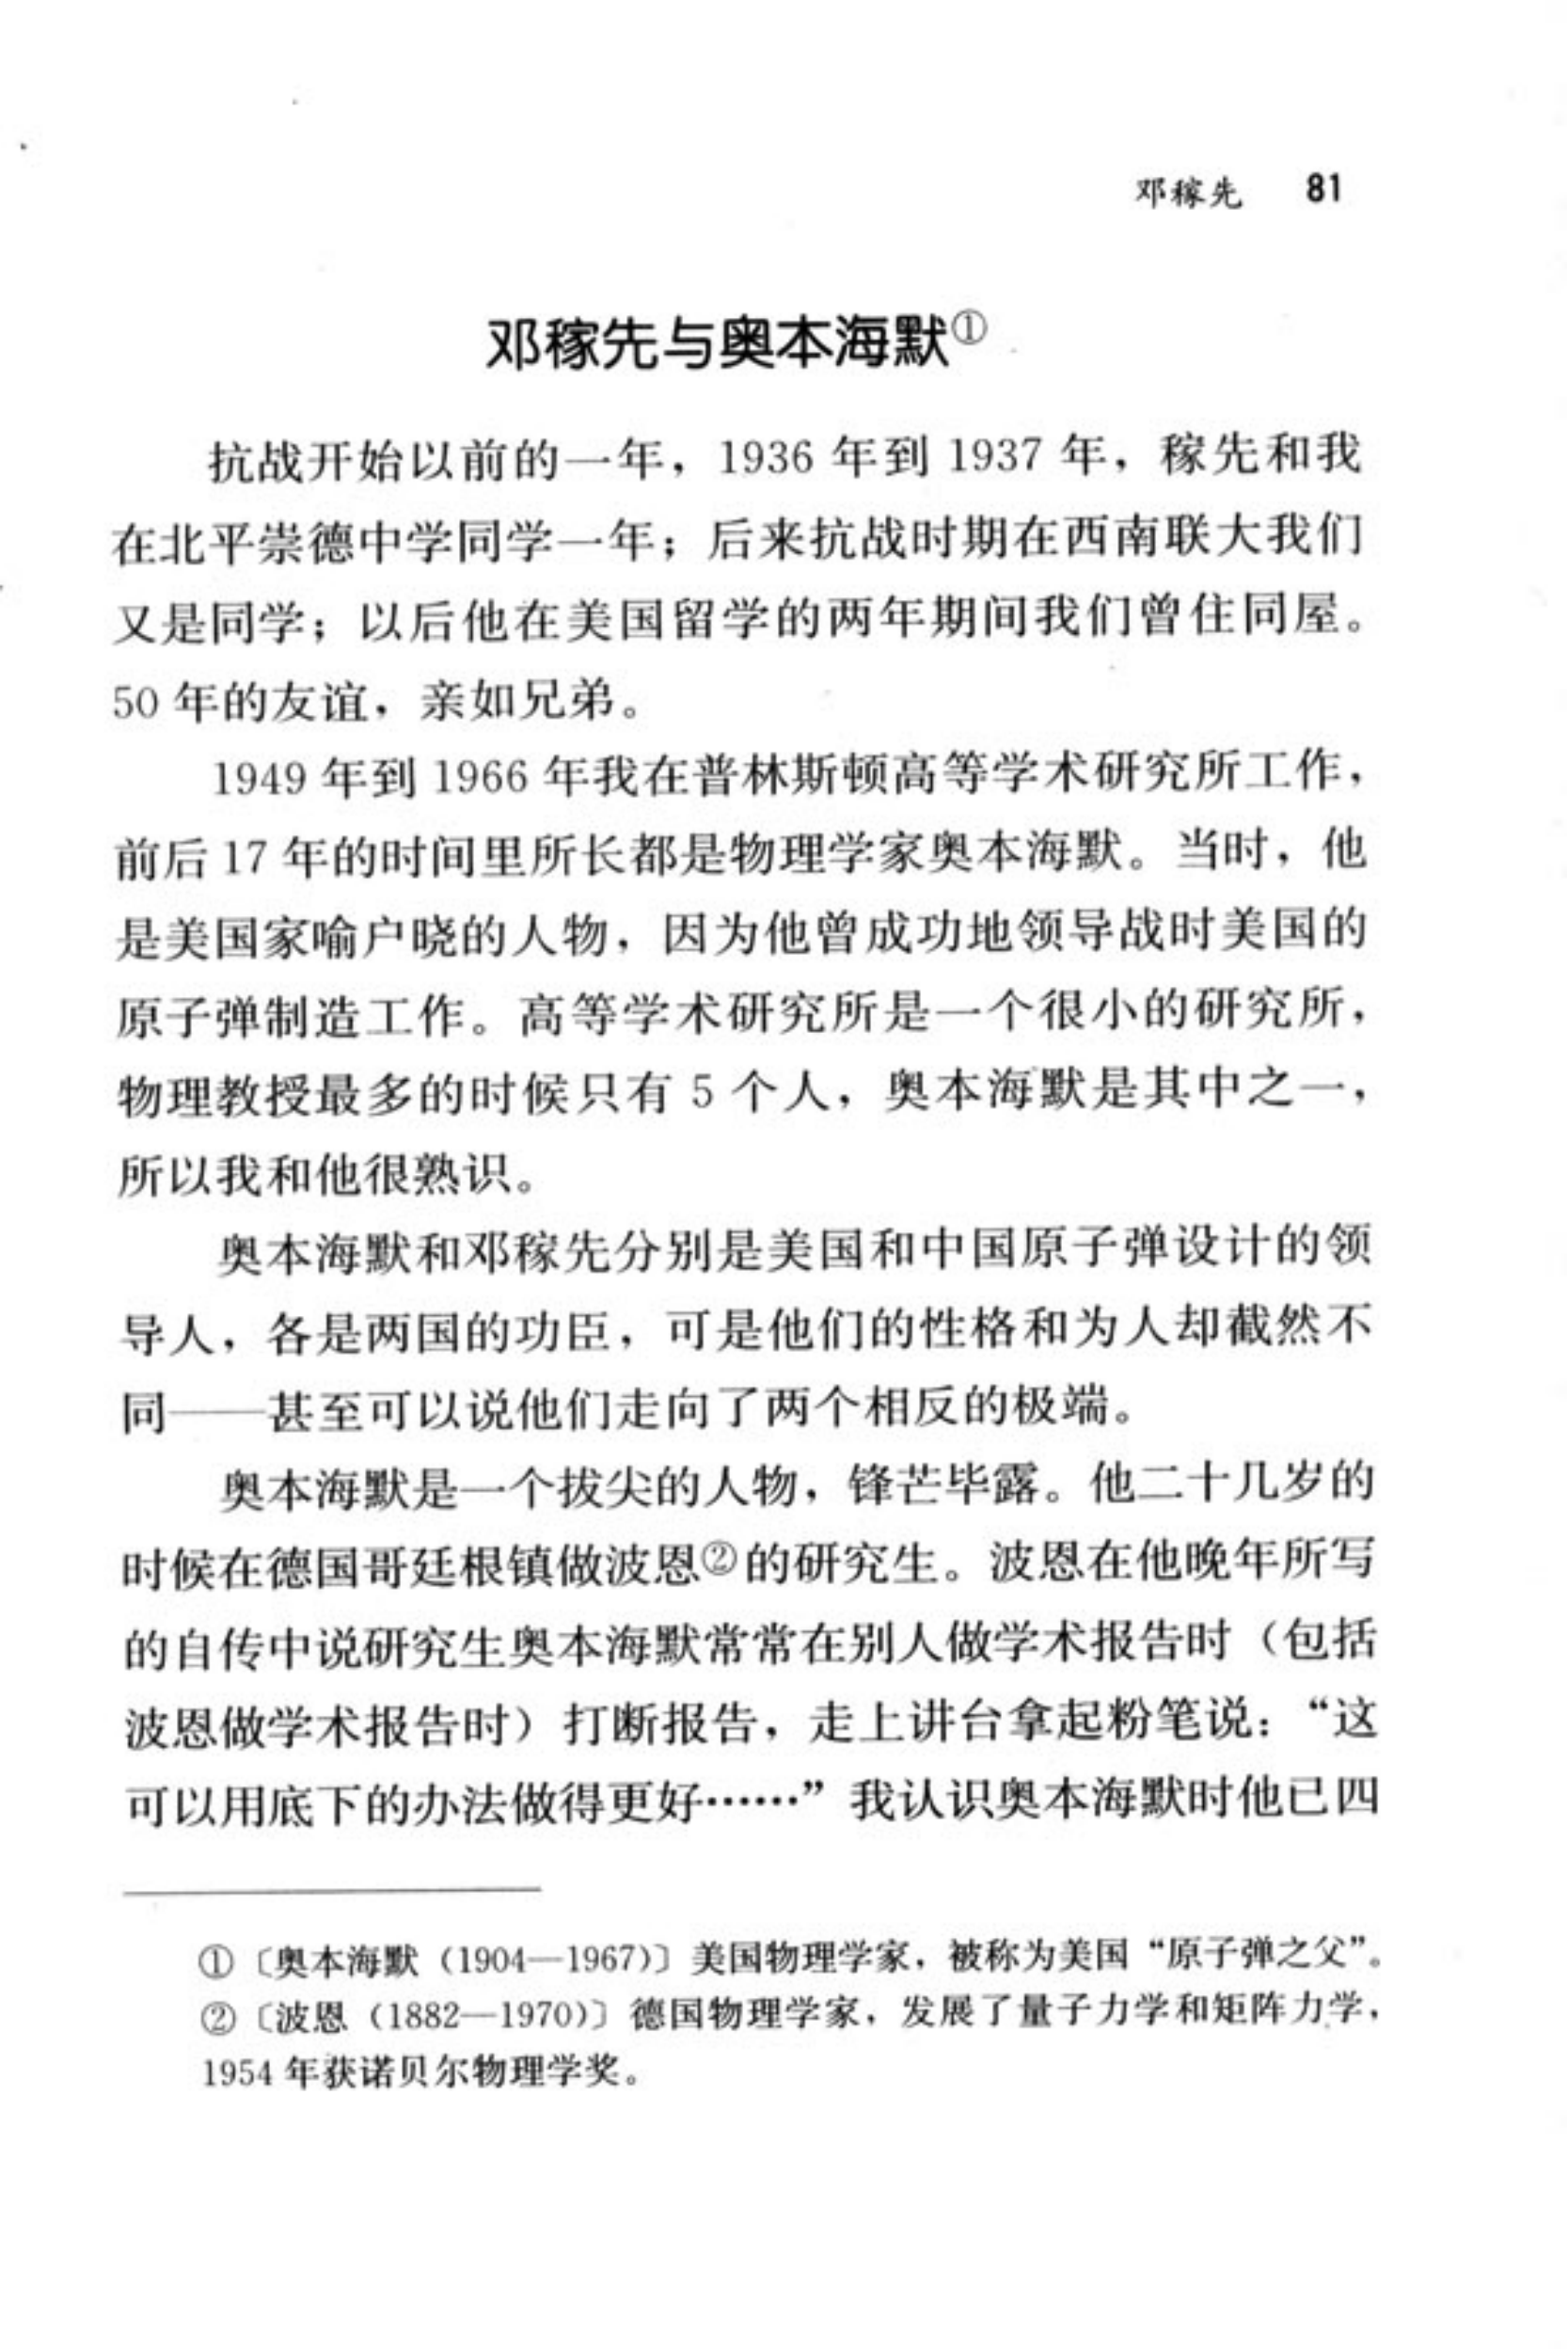 邓稼先 81
邓稼先与奥本海默①
抗战开始以前的一年，1936 年到 1937 年，稼先和我
在北平崇德中学同学一年；后来抗战时期在西南联大我们
又是同学；以后他在美国留学的两年期间我们曾住同屋。
50 年的友谊，亲如兄弟。
1949 年到 1966 年我在普林斯顿高等学术研究所工作，
前后 17 年的时间里所长都是物理学家奥本海默。当时，他
是美国家喻户晓的人物，因为他曾成功地领导战时美国的
原子弹制造工作。高等学术研究所是一个很小的研究所，
物理教授最多的时候只有 5 个人，奥本海默是其中之一，
所以我和他很熟识。
奥本海默和邓稼先分别是美国和中国原子弹设计的领
导人，各是两国的功臣，可是他们的性格和为人却截然不
同——甚至可以说他们走向了两个相反的极端。
奥本海默是一个拔尖的人物，锋芒毕露。他二十几岁的
时候在德国哥廷根镇做波恩②的研究生。波恩在他晚年所写
的自传中说研究生奥本海默常常在别人做学术报告时（包括
波恩做学术报告时）打断报告，走上讲台拿起粉笔说：“这
可以用底下的办法做得更好……”我认识奥本海默时他已四
①〔奥本海默（1904—1967）〕美国物理学家，被称为美国“原子弹之父”。
②〔波恩（1882—1970）〕德国物理学家，发展了量子力学和矩阵力学，
1954 年获诺贝尔物理学奖。